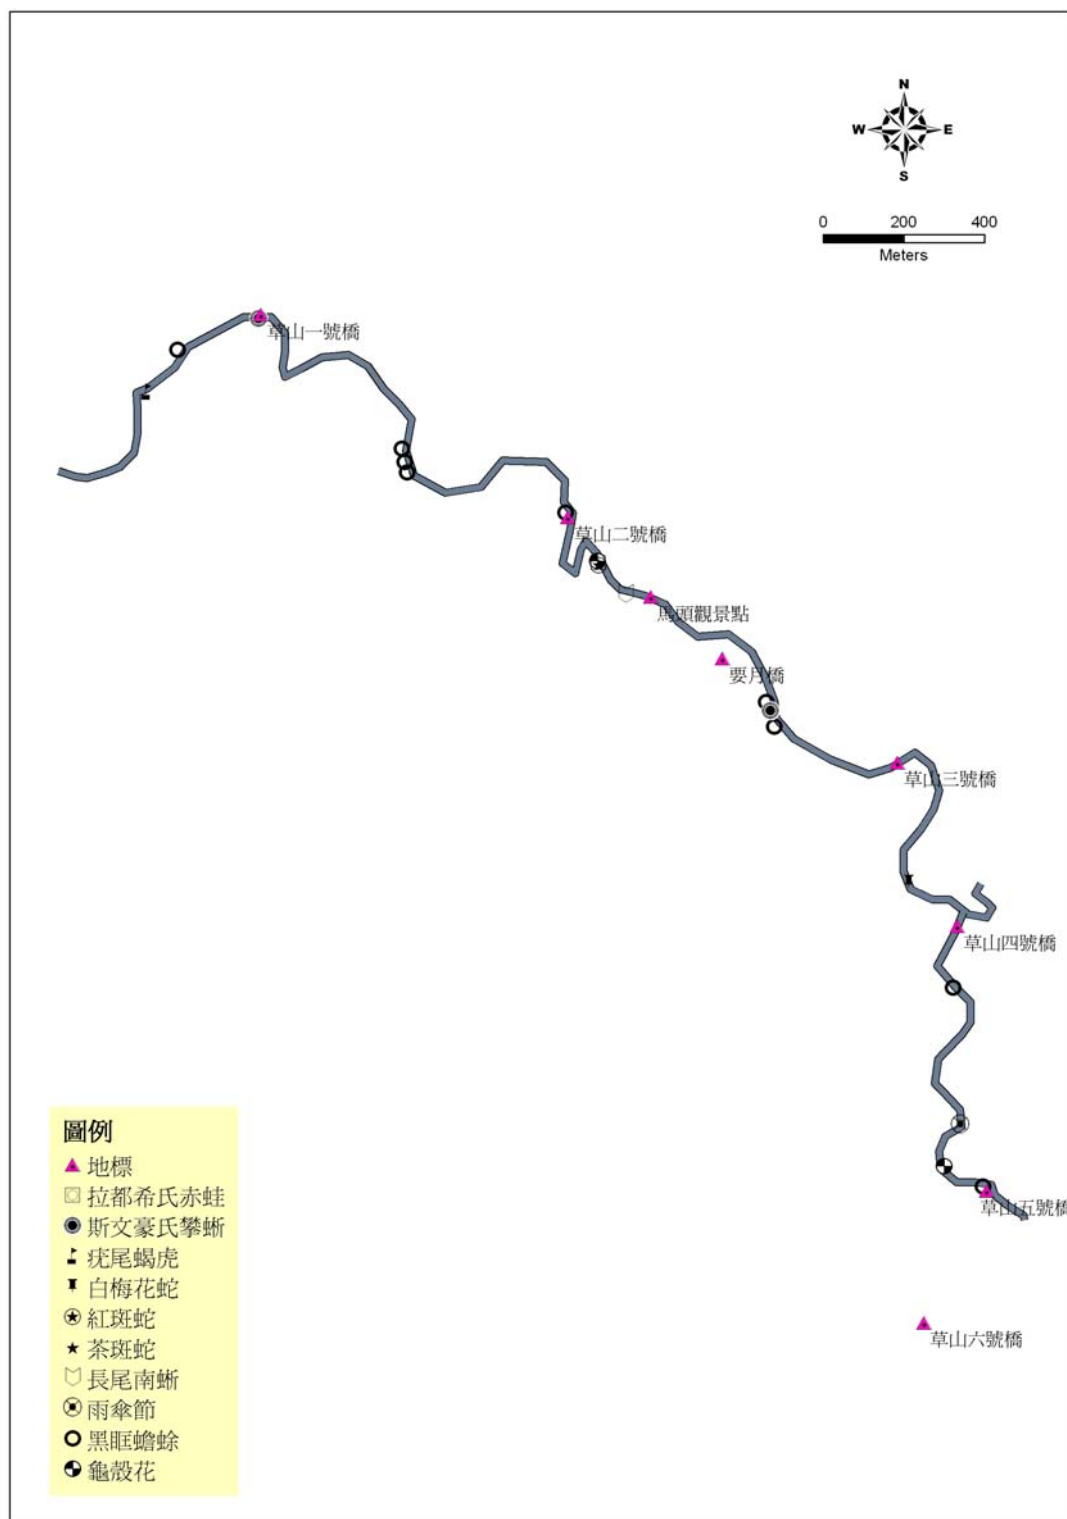 N
W E
S
0 200 400
Meters
草山一號橋
草山二號橋
馬頭觀景點
要月橋
草山三號橋
草山四號橋
草山五號橋
草山六號橋
圖例
地標
拉都希氏赤蛙
斯文豪氏攀蜥
疣尾蝎虎
白梅花蛇
紅斑蛇
茶斑蛇
長尾南蜥
雨傘節
黑眶蟾蜍
龜殼花